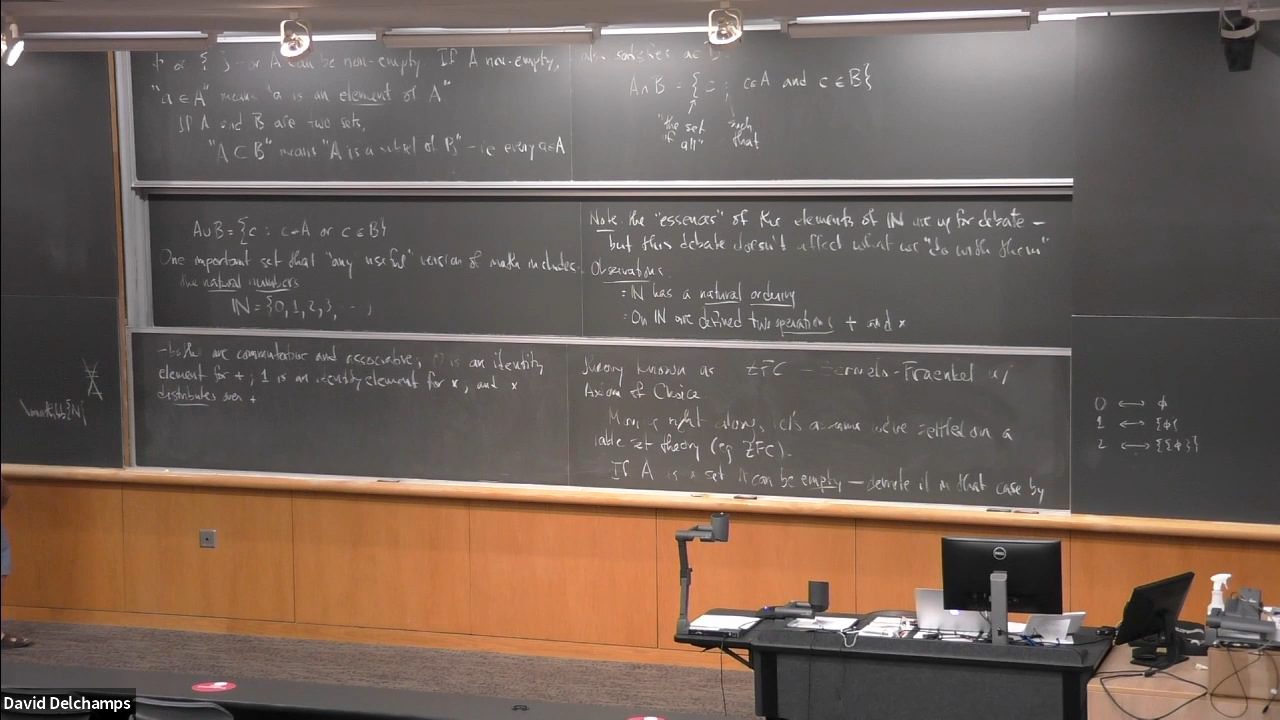 φ or { } – or A can be non-empty. If A non-empty,
"a ∈ A" means "a is an element of A"
If A and B are two sets,
"A ⊂ B" means "A is a subset of B" – ie every a∈A
also satisfies a∈B
A∩B = { c : c∈A and c ∈ B}
"the set of all"
such that
A∪B = {c : c∈A or c ∈ B}
One important set that "any useful" version of math includes:
the natural numbers
ℕ = {0, 1, 2, 3, ...
Note: the "essences" of the elements of ℕ are up for debate –
but this debate doesn't affect what we "do with them"
Observations:
: ℕ has a natural ordering
: On ℕ are defined two operations + and ×
– both are commutative and associative, is an identity
element for + ; 1 is an identity element for ×, and ×
distributes over +
theory known as ZFC – Zermelo-Fraenkel w/
Axiom of Choice
right along, let's assume we've settled on a
set theory (eg ZFC).
If A is a set it can be empty – denote it in that case by
\mathbb{N}
0 ⟷ φ
1 ⟷ {φ}
2 ⟷ {{φ}}
DELL
David Delchamps